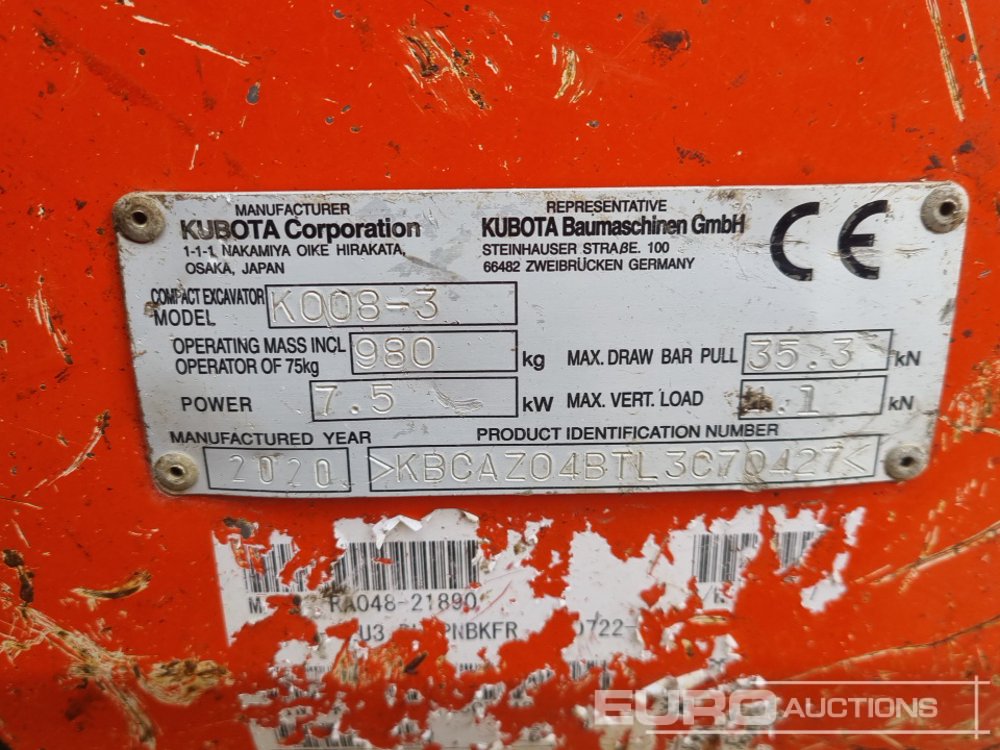 MANUFACTURER
KUBOTA Corporation
1-1-1, NAKAMIYA OIKE HIRAKATA,
OSAKA, JAPAN
REPRESENTATIVE
KUBOTA Baumaschinen GmbH
STEINHAUSER STRAßE. 100
66482 ZWEIBRÜCKEN GERMANY
CE
COMPACT EXCAVATOR
MODEL K008-3
OPERATING MASS INCL
OPERATOR OF 75kg 980 kg
MAX. DRAW BAR PULL 35.3 kN
POWER 7.5 kW
MAX. VERT. LOAD .1 kN
MANUFACTURED YEAR
2020
PRODUCT IDENTIFICATION NUMBER
>KBCAZ04BTL3C70427<
RA048-21890
PNBKFR
EURO AUCTIONS